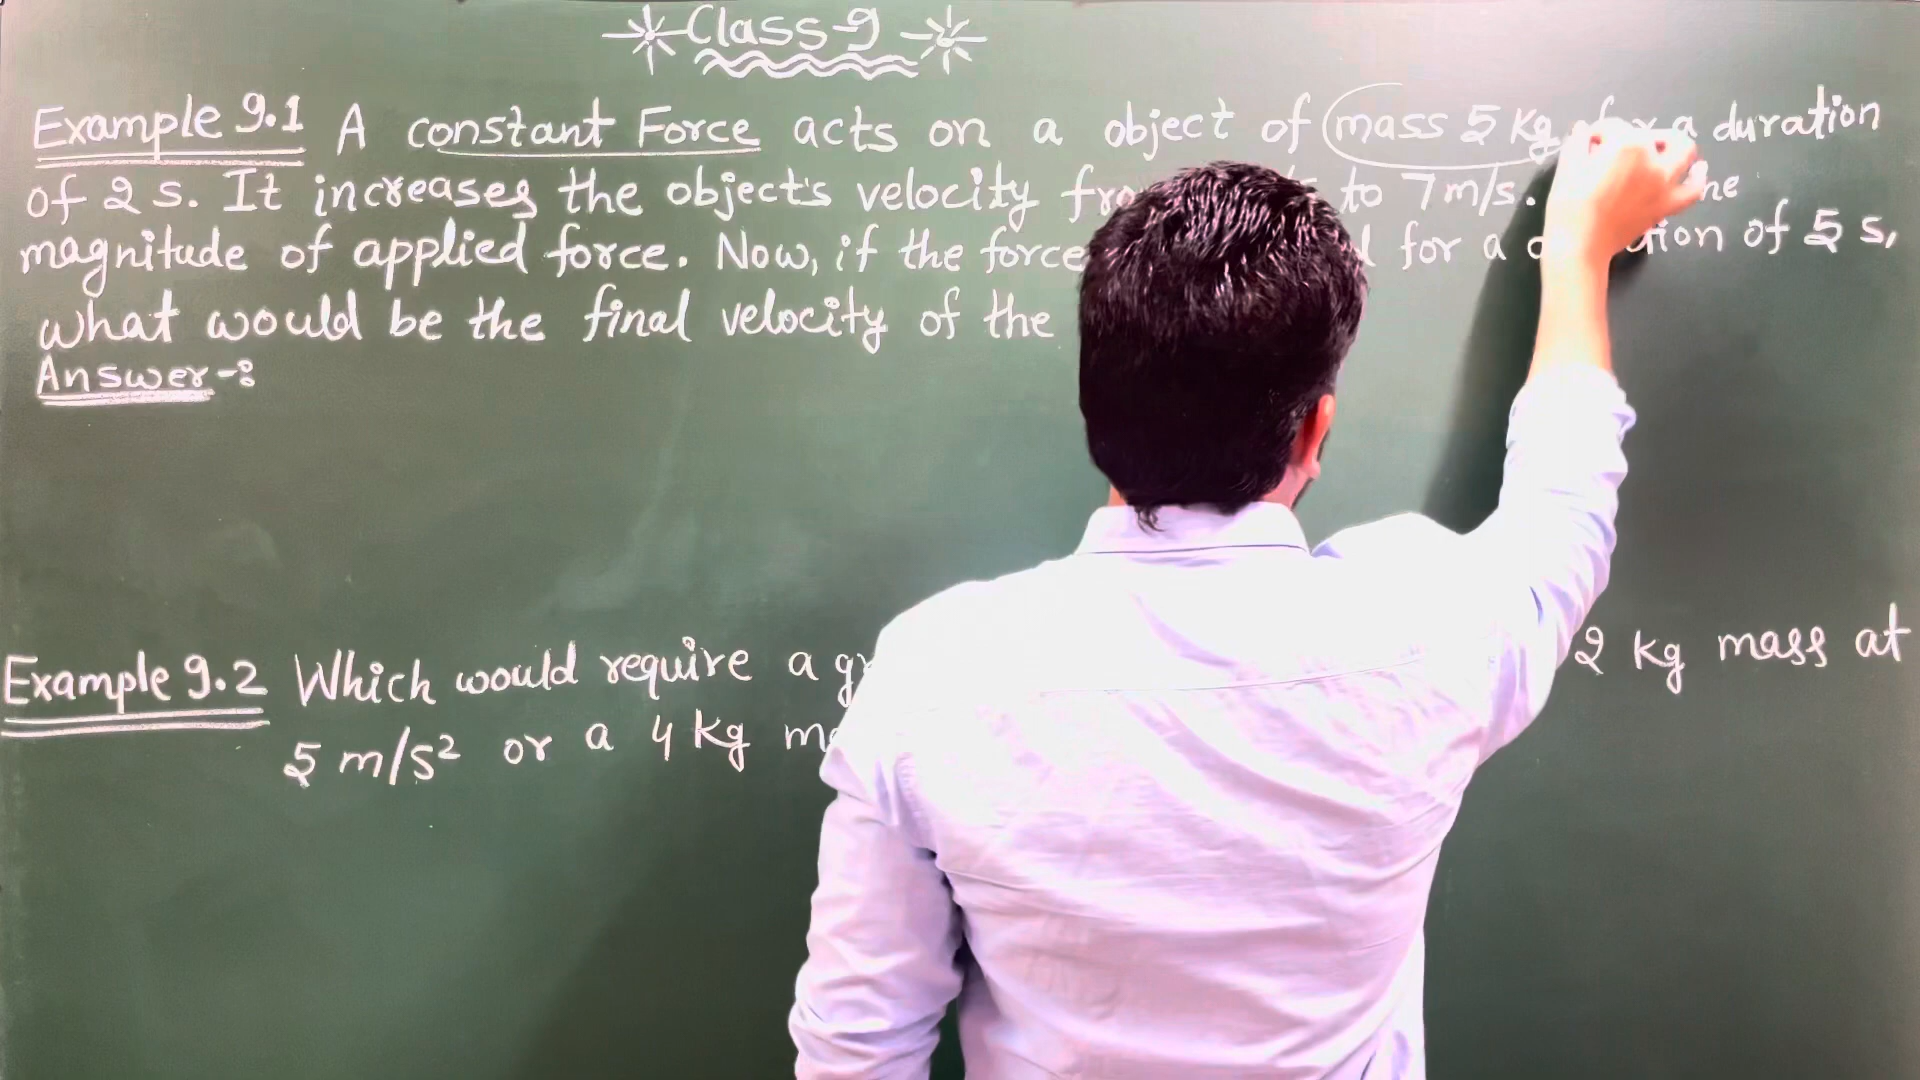 Class-9
Example 9.1 A constant Force acts on a object of mass 5 Kg for a duration
of 2 s. It increases the object's velocity to 7 m/s.
magnitude of applied force. Now, if the force for a of 5 s,
what would be the final velocity of the
Answer-:
Example 9.2 Which would require a 2 kg mass at
5 m/s² or a 4 kg